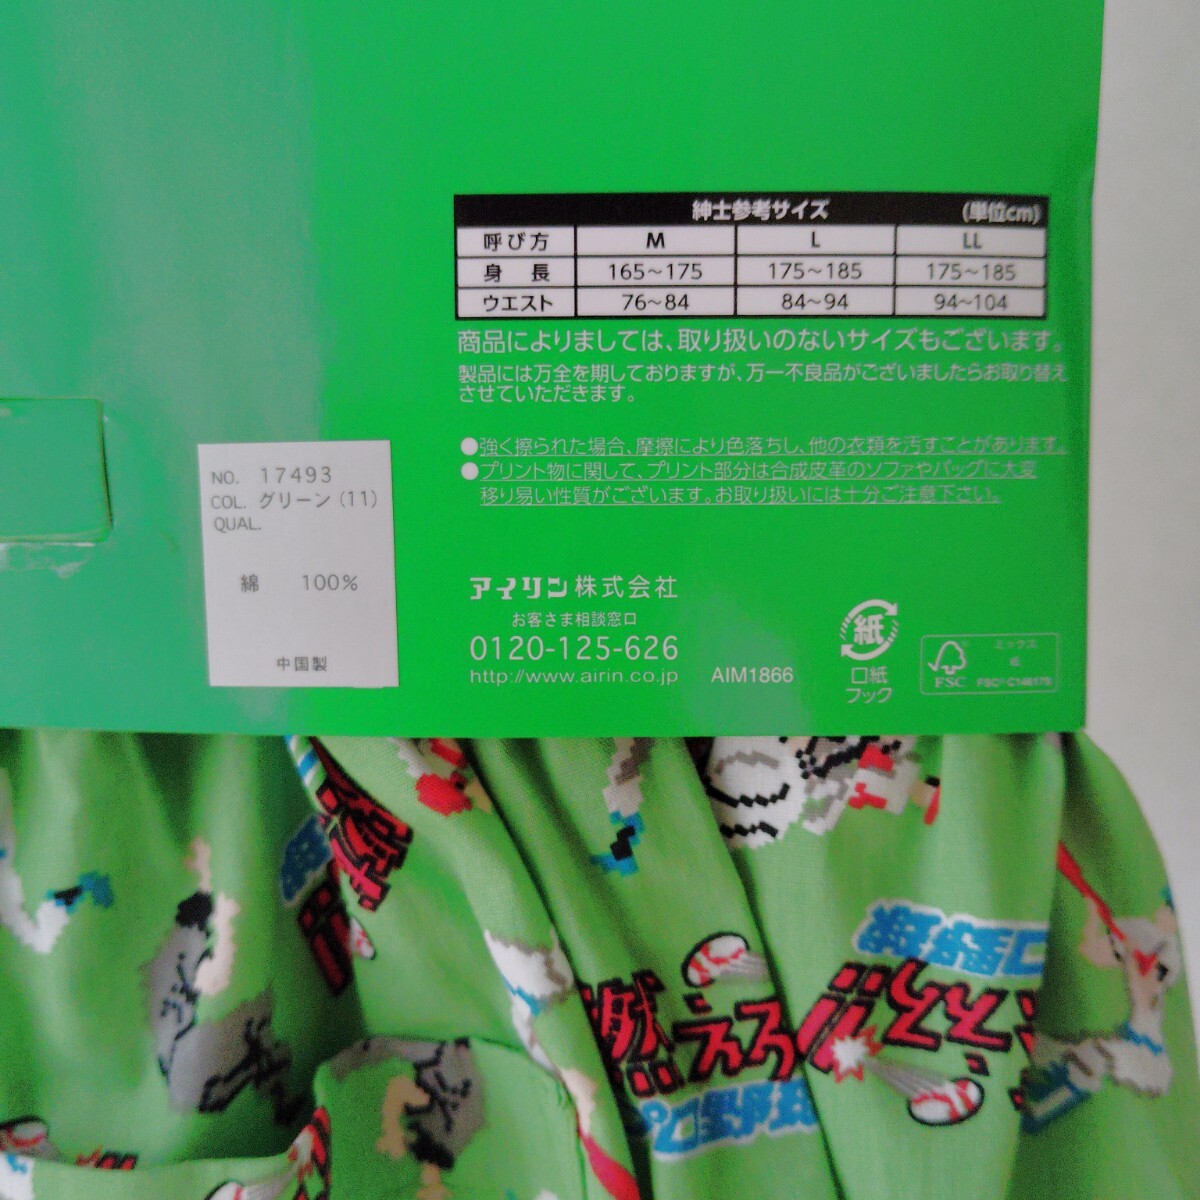 紳士参考サイズ (単位cm)
呼び方 M L LL
身長 165～175 175～185 175～185
ウエスト 76～84 84～94 94～104
商品によりましては、取り扱いのないサイズもございます。
製品には万全を期しておりますが、万一不良品がございましたらお取り替え
させていただきます。
●強く擦られた場合、摩擦により色落ちし、他の衣類を汚すことがあります。
●プリント物に関して、プリント部分は合成皮革のソファやバッグに大変
移り易い性質がございます。お取り扱いには十分ご注意下さい。
NO. 17493
COL. グリーン(11)
QUAL.
綿 100%
中国製
アイリン株式会社
お客さま相談窓口
0120-125-626
http://www.airin.co.jp
AIM1866
紙
口紙
フック
FSC
ミックス
紙
燃えろ!!